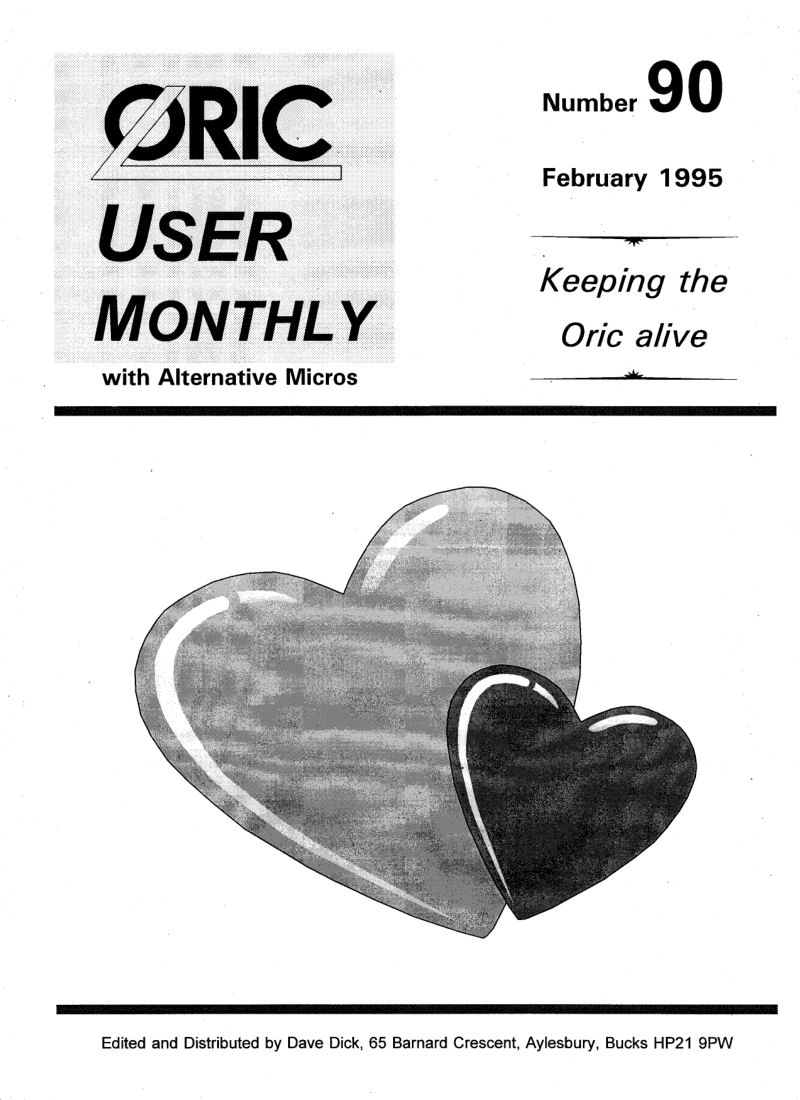 ORIC
USER
MONTHLY
with Alternative Micros
Number 90
February 1995
Keeping the
Oric alive
Edited and Distributed by Dave Dick, 65 Barnard Crescent, Aylesbury, Bucks HP21 9PW